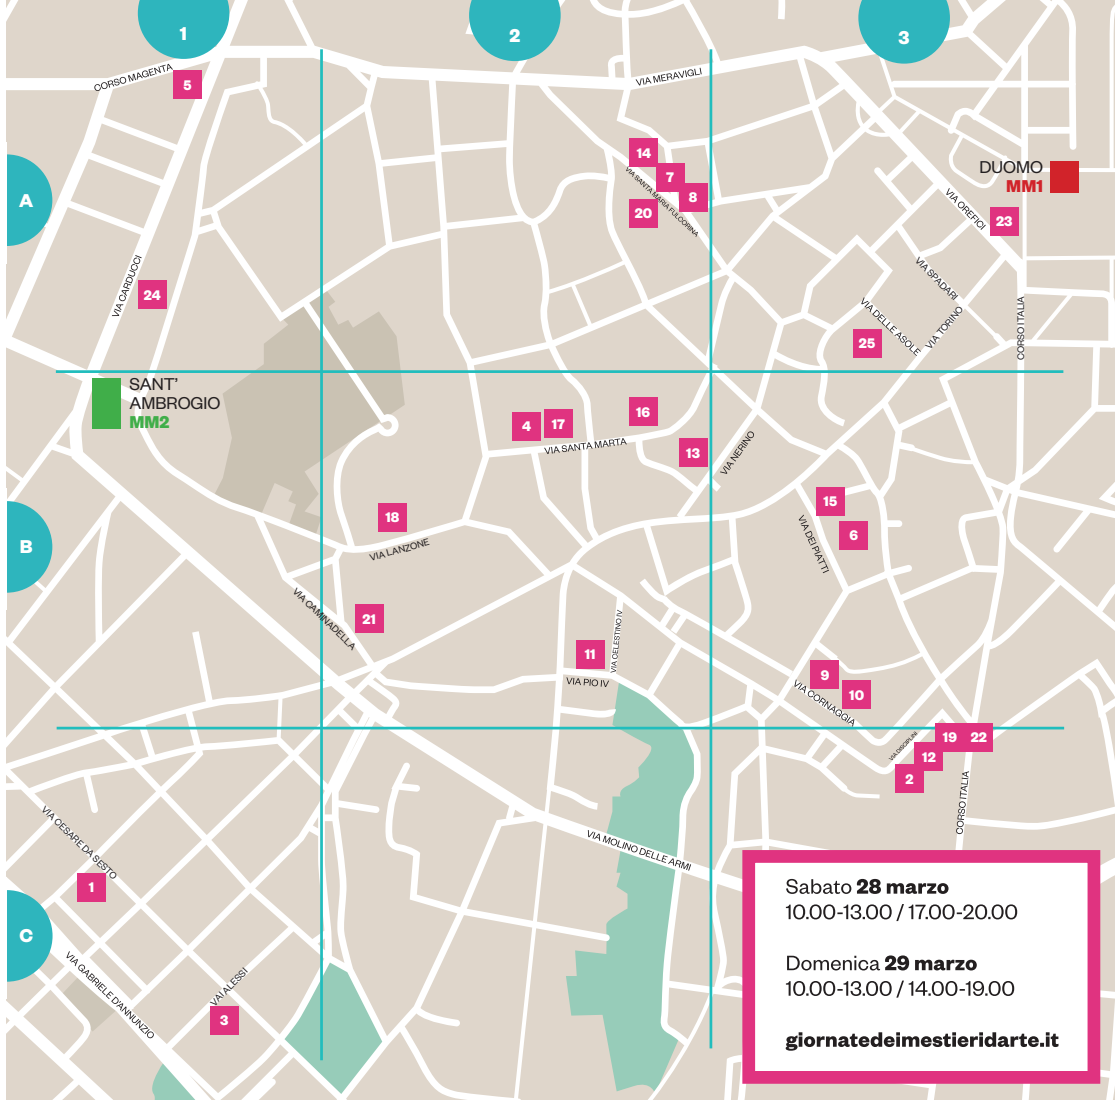 1
2
3
CORSO MAGENTA
5
VIA MERAVIGLI
14
7
8
VIA SANTA MARIA FULCORINA
20
DUOMO
MM1
A
VIA OREFICI
23
VIA CARDUCCI
24
VIA SPADARI
VIA DELLE ASOLE
VIA TORINO
CORSO ITALIA
25
SANT'
AMBROGIO
MM2
4
17
16
VIA SANTA MARTA
13
VIA NERINO
15
6
VIA DEI PIATTI
18
VIA LANZONE
B
VIA CAMINADELLA
21
11
VIA CELESTINO IV
VIA PIO IV
9
10
VIA CORNAGGIA
VIA DISCIPLINI
19
22
12
2
CORSO ITALIA
VIA CESARE DA SESTO
1
VIA MOLINO DELLE ARMI
C
VIA GABRIELE D'ANNUNZIO
VAI ALESSI
3
Sabato 28 marzo
10.00-13.00 / 17.00-20.00
Domenica 29 marzo
10.00-13.00 / 14.00-19.00
giornatedeimestieridarte.it